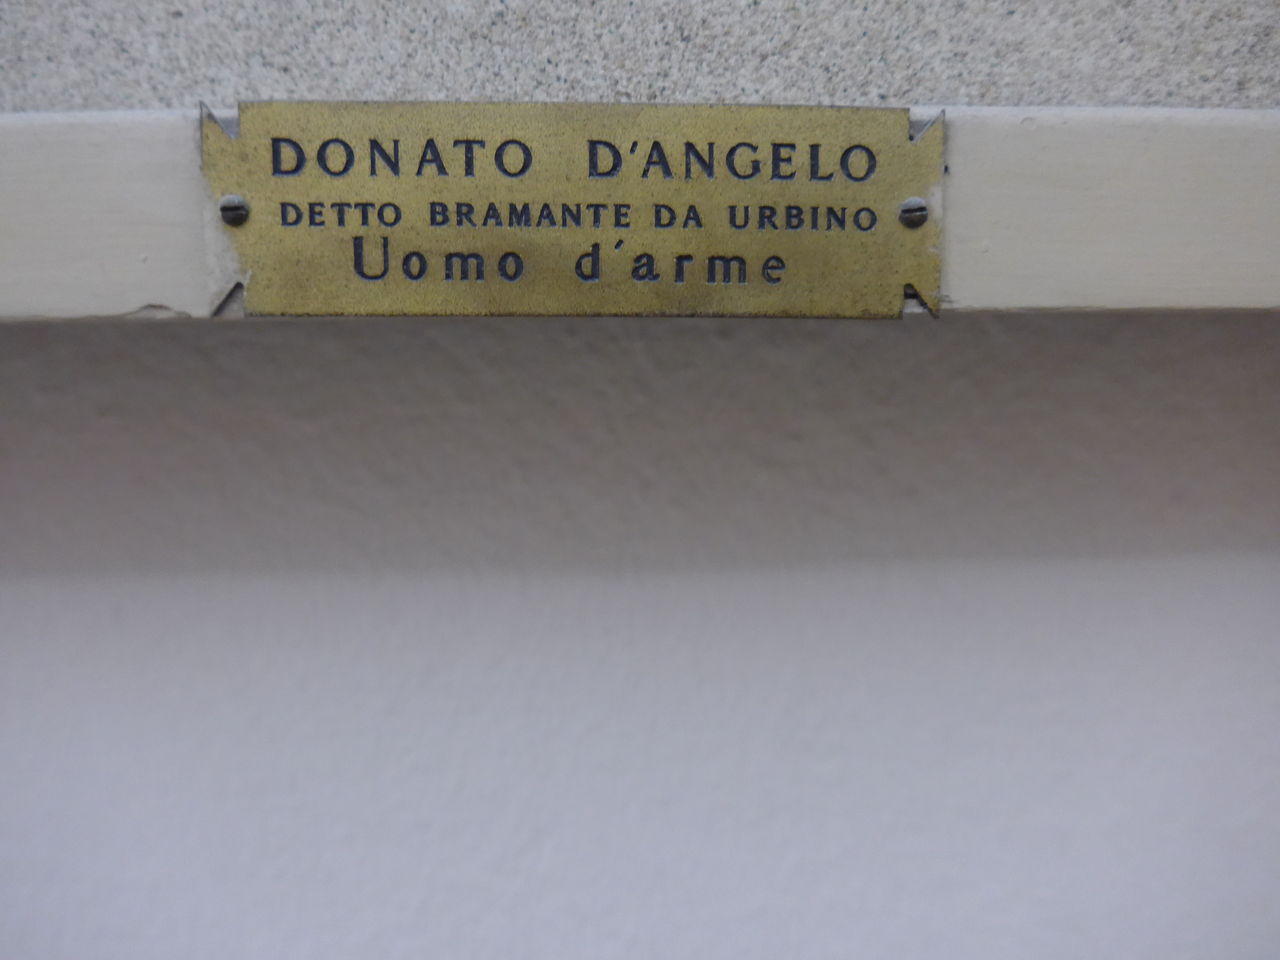 DONATO D'ANGELO
DETTO BRAMANTE DA URBINO
Uomo d'arme